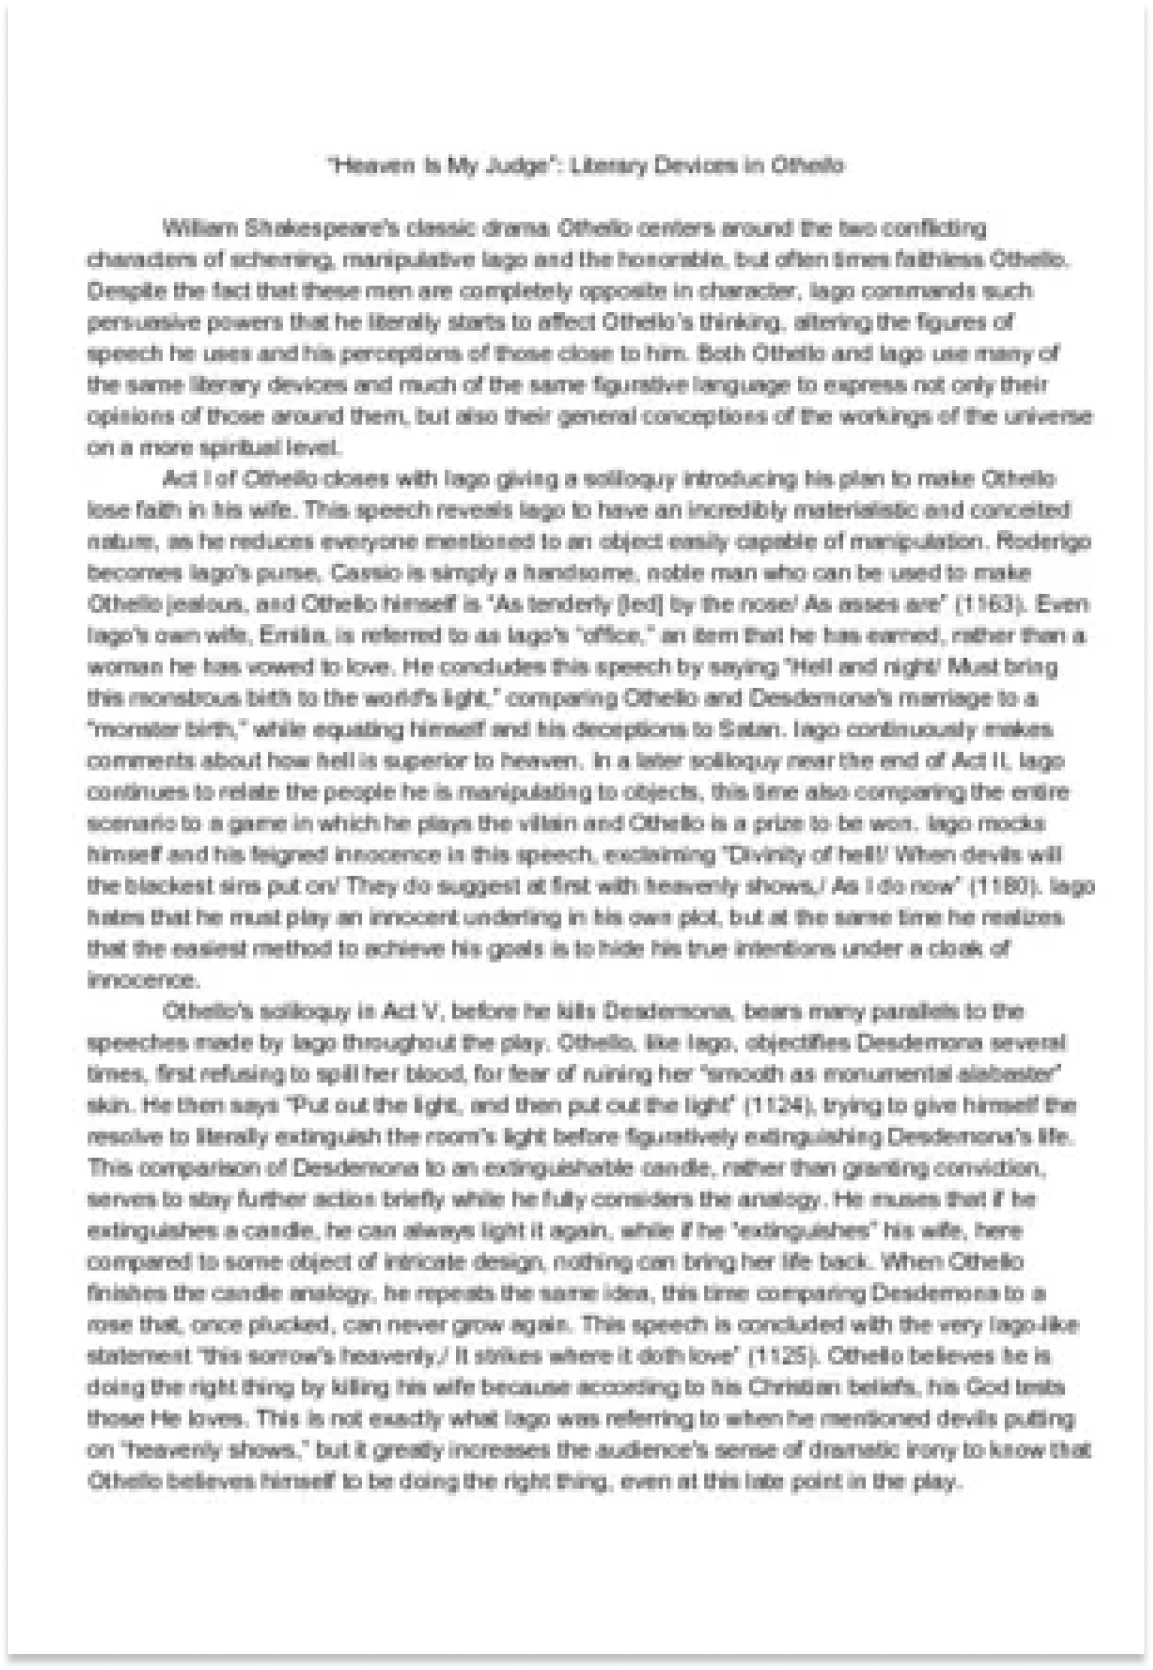 "Heaven Is My Judge": Literary Devices in Othello
William Shakespeare's classic drama Othello centers around the two conflicting
characters of scheming, manipulative Iago and the honorable, but often times faithless Othello.
Despite the fact that these men are completely opposite in character, Iago commands such
persuasive powers that he literally starts to affect Othello's thinking, altering the figures of
speech he uses and his perceptions of those close to him. Both Othello and Iago use many of
the same literary devices and much of the same figurative language to express not only their
opinions of those around them, but also their general conceptions of the workings of the universe
on a more spiritual level.
Act I of Othello closes with Iago giving a soliloquy introducing his plan to make Othello
lose faith in his wife. This speech reveals Iago to have an incredibly materialistic and conceited
nature, as he reduces everyone mentioned to an object easily capable of manipulation. Roderigo
becomes Iago's purse, Cassio is simply a handsome, noble man who can be used to make
Othello jealous, and Othello himself is "As tenderly [led] by the nose/ As asses are" (1163). Even
Iago's own wife, Emilia, is referred to as Iago's "office," an item that he has earned, rather than a
woman he has vowed to love. He concludes this speech by saying "Hell and night/ Must bring
this monstrous birth to the world's light," comparing Othello and Desdemona's marriage to a
"monster birth," while equating himself and his deceptions to Satan. Iago continuously makes
comments about how hell is superior to heaven. In a later soliloquy near the end of Act II, Iago
continues to relate the people he is manipulating to objects, this time also comparing the entire
scenario to a game in which he plays the villain and Othello is a prize to be won. Iago mocks
himself and his feigned innocence in this speech, exclaiming "Divinity of hell!/ When devils will
the blackest sins put on/ They do suggest at first with heavenly shows,/ As I do now" (1180). Iago
hates that he must play an innocent underling in his own plot, but at the same time he realizes
that the easiest method to achieve his goals is to hide his true intentions under a cloak of
innocence.
Othello's soliloquy in Act V, before he kills Desdemona, bears many parallels to the
speeches made by Iago throughout the play. Othello, like Iago, objectifies Desdemona several
times, first refusing to spill her blood, for fear of ruining her "smooth as monumental alabaster"
skin. He then says "Put out the light, and then put out the light" (1124), trying to give himself the
resolve to literally extinguish the room's light before figuratively extinguishing Desdemona's life.
This comparison of Desdemona to an extinguishable candle, rather than granting conviction,
serves to stay further action briefly while he fully considers the analogy. He muses that if he
extinguishes a candle, he can always light it again, while if he "extinguishes" his wife, here
compared to some object of intricate design, nothing can bring her life back. When Othello
finishes the candle analogy, he repeats the same idea, this time comparing Desdemona to a
rose that, once plucked, can never grow again. This speech is concluded with the very Iago-like
statement "this sorrow's heavenly,/ It strikes where it doth love" (1125). Othello believes he is
doing the right thing by killing his wife because according to his Christian beliefs, his God tests
those He loves. This is not exactly what Iago was referring to when he mentioned devils putting
on "heavenly shows," but it greatly increases the audience's sense of dramatic irony to know that
Othello believes himself to be doing the right thing, even at this late point in the play.